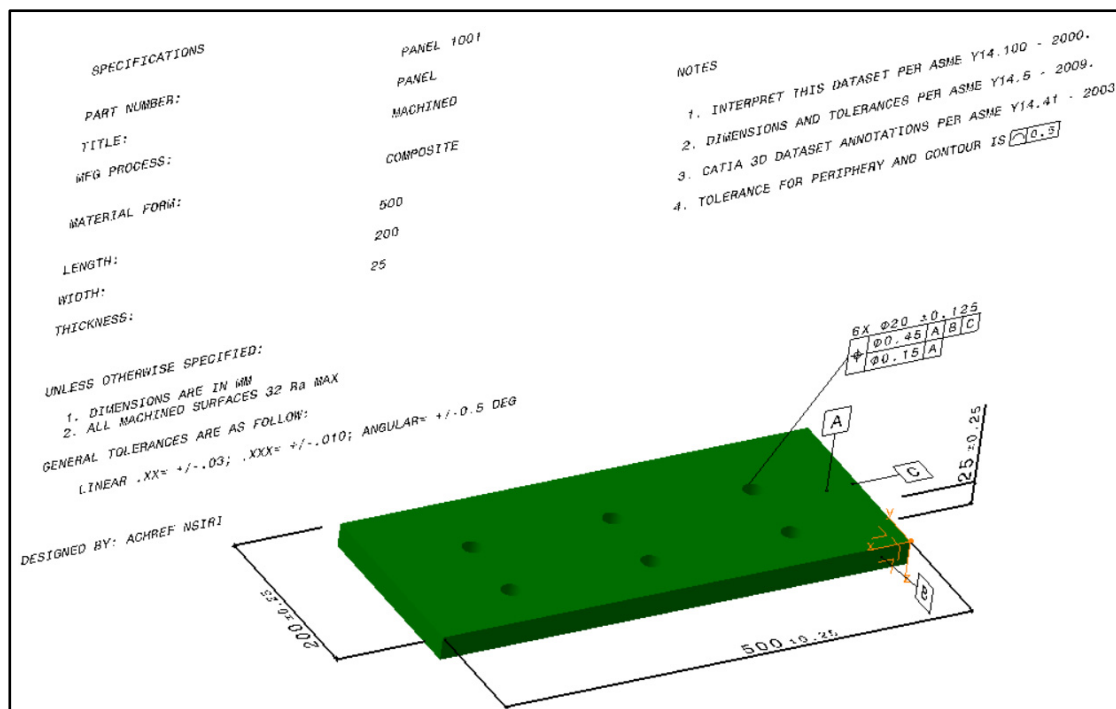 SPECIFICATIONS PANEL 1001
PART NUMBER: PANEL
TITLE: MACHINED
MFG PROCESS: COMPOSITE
MATERIAL FORM: 500
LENGTH: 200
WIDTH: 25
THICKNESS:
UNLESS OTHERWISE SPECIFIED:
1. DIMENSIONS ARE IN MM
2. ALL MACHINED SURFACES 32 Ra MAX
GENERAL TOLERANCES ARE AS FOLLOW:
LINEAR .XX= +/-.03; .XXX= +/-.010; ANGULAR= +/-0.5 DEG
DESIGNED BY: ACHREF NSIRI
NOTES
1. INTERPRET THIS DATASET PER ASME Y14.100 - 2000.
2. DIMENSIONS AND TOLERANCES PER ASME Y14.5 - 2009.
3. CATIA 3D DATASET ANNOTATIONS PER ASME Y14.41 - 2003
4. TOLERANCE FOR PERIPHERY AND CONTOUR IS ⌓ 0.3
6X Ø20 ±0.125
⌖ Ø0.45 A B C
Ø0.15 A
A
C
25 ±0.25
X
Y
Z
B
200 ±0.25
500 ±0.25